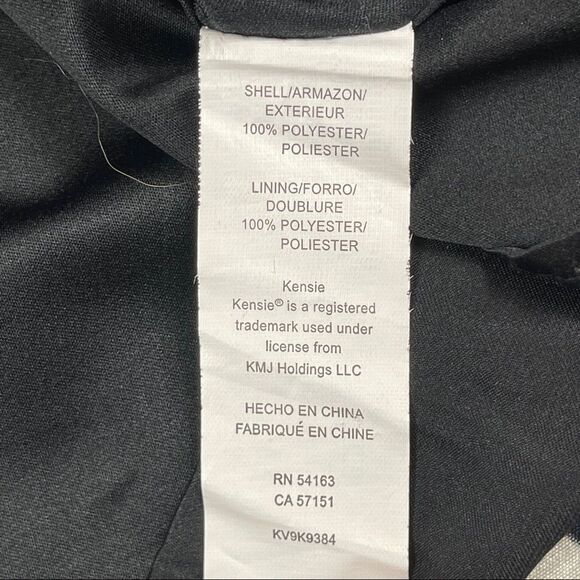 SHELL/ARMAZON/
EXTERIEUR
100% POLYESTER/
POLIESTER
LINING/FORRO/
DOUBLURE
100% POLYESTER/
POLIESTER
Kensie
Kensie® is a registered
trademark used under
license from
KMJ Holdings LLC
HECHO EN CHINA
FABRIQUÉ EN CHINE
RN 54163
CA 57151
KV9K9384